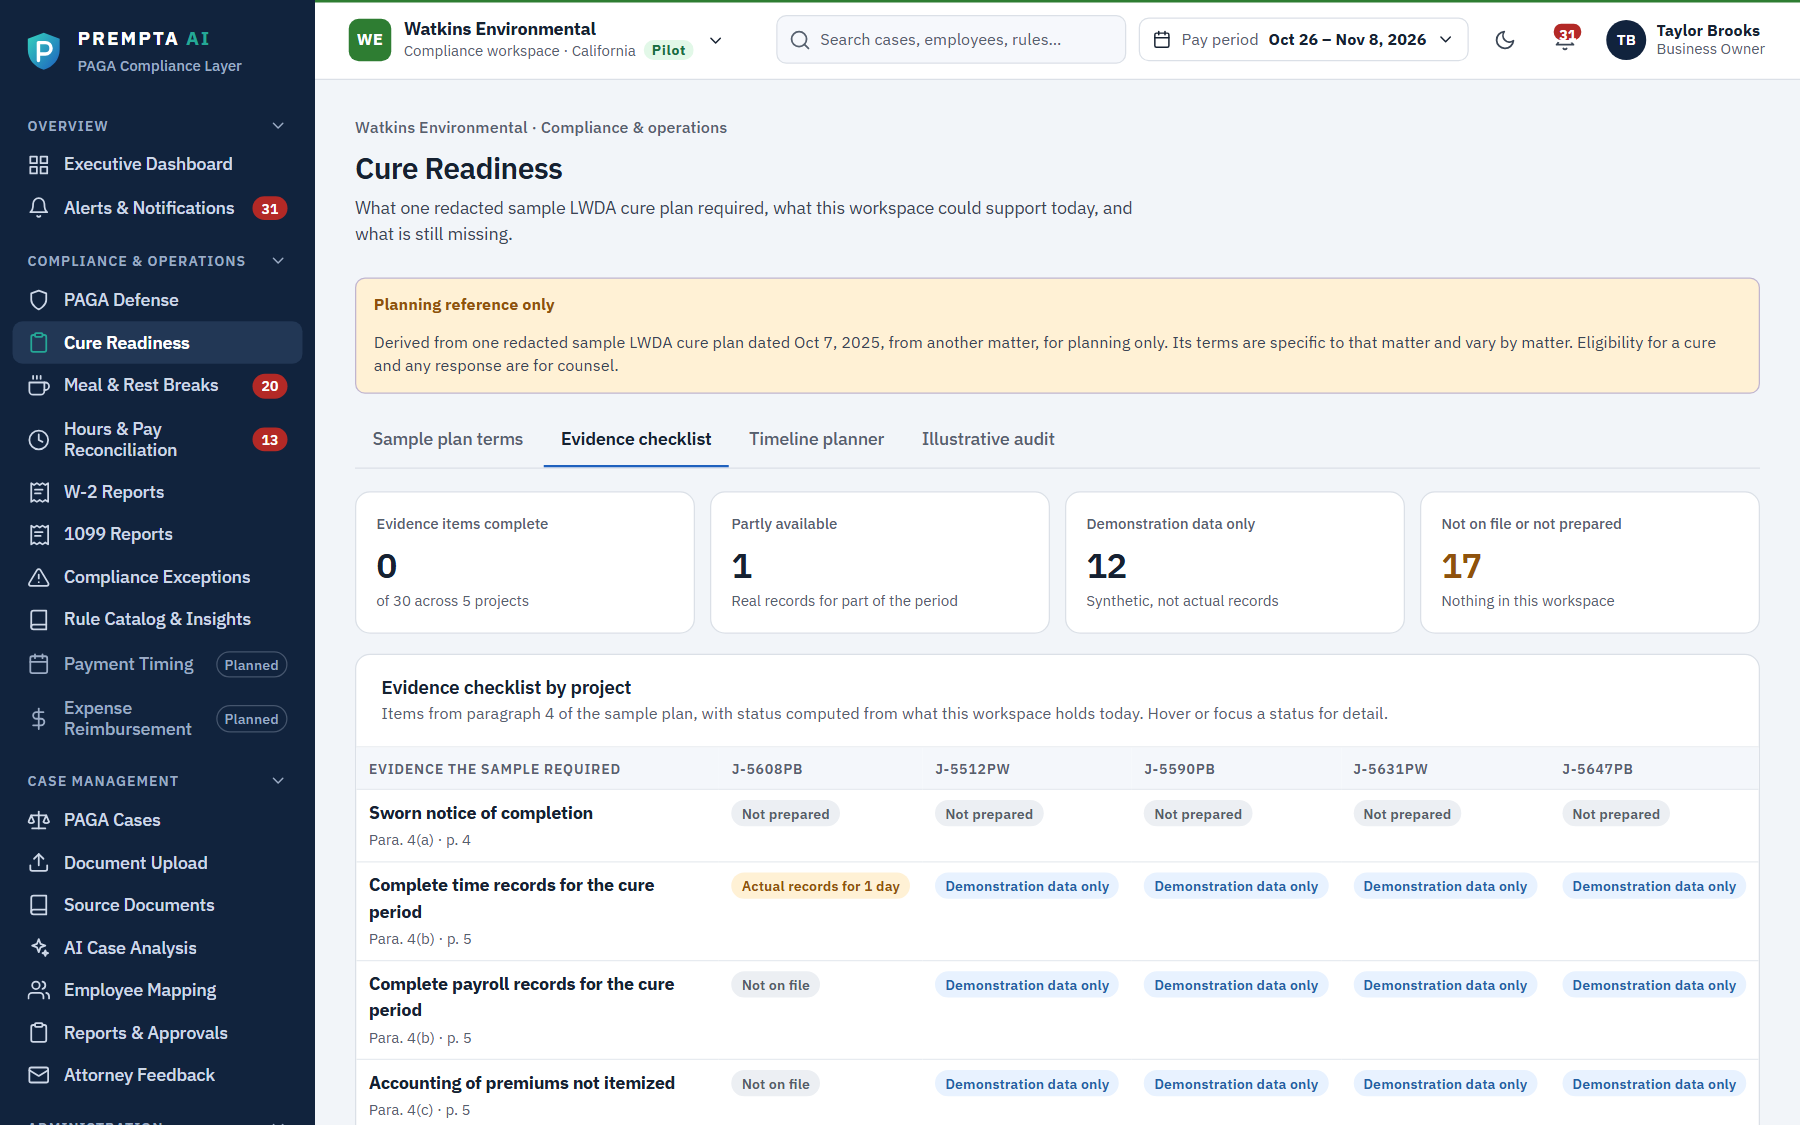 PREMPTA AI
PAGA Compliance Layer
OVERVIEW
Executive Dashboard
Alerts & Notifications 31
COMPLIANCE & OPERATIONS
PAGA Defense
Cure Readiness
Meal & Rest Breaks 20
Hours & Pay
Reconciliation 13
W-2 Reports
1099 Reports
Compliance Exceptions
Rule Catalog & Insights
Payment Timing Planned
Expense
Reimbursement Planned
CASE MANAGEMENT
PAGA Cases
Document Upload
Source Documents
AI Case Analysis
Employee Mapping
Reports & Approvals
Attorney Feedback
ADMINISTRATION
WE
Watkins Environmental
Compliance workspace · California Pilot
Search cases, employees, rules...
Pay period Oct 26 – Nov 8, 2026
31
TB
Taylor Brooks
Business Owner
Watkins Environmental · Compliance & operations
Cure Readiness
What one redacted sample LWDA cure plan required, what this workspace could support today, and
what is still missing.
Planning reference only
Derived from one redacted sample LWDA cure plan dated Oct 7, 2025, from another matter, for planning only. Its terms are specific to that matter and vary by matter. Eligibility for a cure
and any response are for counsel.
Sample plan terms Evidence checklist Timeline planner Illustrative audit
Evidence items complete
0
of 30 across 5 projects
Partly available
1
Real records for part of the period
Demonstration data only
12
Synthetic, not actual records
Not on file or not prepared
17
Nothing in this workspace
Evidence checklist by project
Items from paragraph 4 of the sample plan, with status computed from what this workspace holds today. Hover or focus a status for detail.
EVIDENCE THE SAMPLE REQUIRED J-5608PB J-5512PW J-5590PB J-5631PW J-5647PB
Sworn notice of completion Not prepared Not prepared Not prepared Not prepared Not prepared
Para. 4(a) · p. 4
Complete time records for the cure Actual records for 1 day Demonstration data only Demonstration data only Demonstration data only Demonstration data only
period
Para. 4(b) · p. 5
Complete payroll records for the cure Not on file Demonstration data only Demonstration data only Demonstration data only Demonstration data only
period
Para. 4(b) · p. 5
Accounting of premiums not itemized Not on file Demonstration data only Demonstration data only Demonstration data only Demonstration data only
Para. 4(c) · p. 5